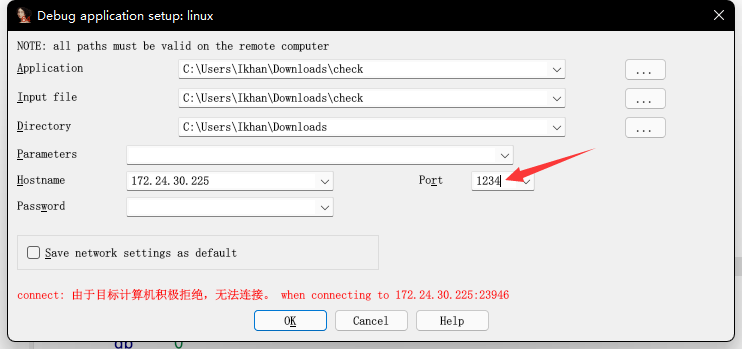 Debug application setup: linux
NOTE: all paths must be valid on the remote computer
Application C:\Users\Ikhan\Downloads\check ...
Input file C:\Users\Ikhan\Downloads\check ...
Directory C:\Users\Ikhan\Downloads ...
Parameters
Hostname 172.24.30.225 Port 1234
Password
Save network settings as default
connect: 由于目标计算机积极拒绝，无法连接。 when connecting to 172.24.30.225:23946
OK Cancel Help
db 0